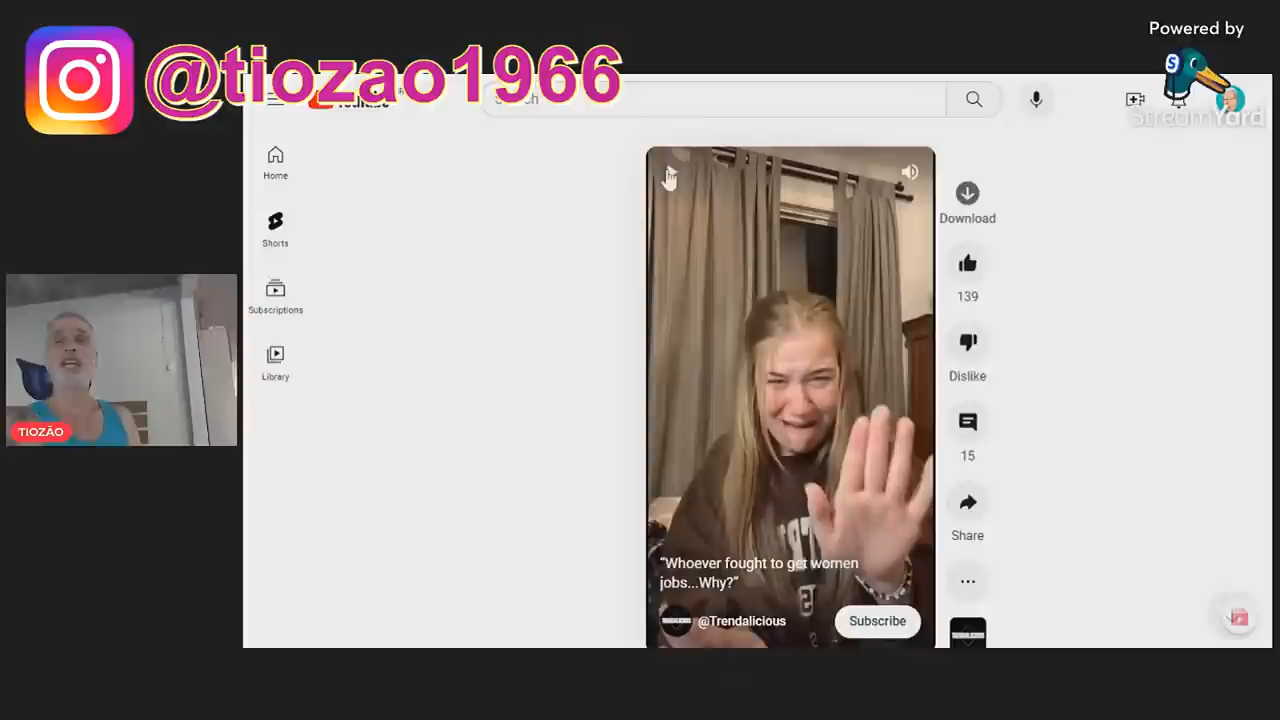 @tiozao1966
Powered by
StreamYard
Home
Shorts
Subscriptions
Library
TIOZÃO
Download
139
Dislike
15
Share
"Whoever fought to get women
jobs...Why?"
@Trendalicious
Subscribe